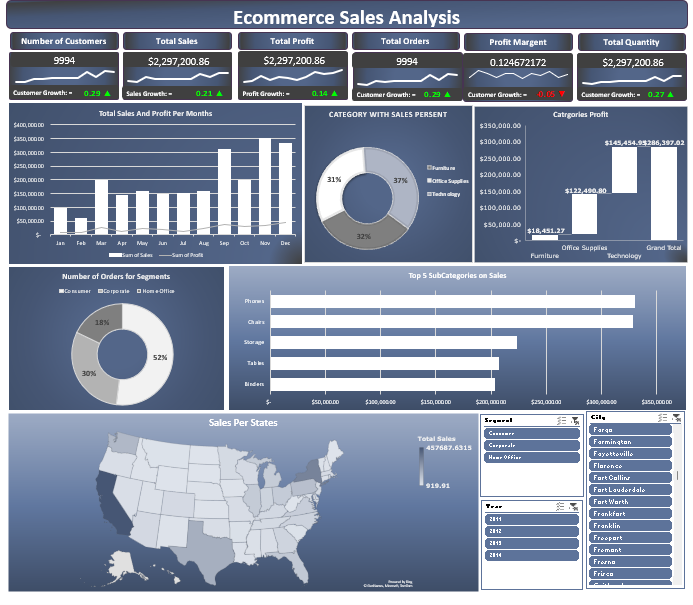 Ecommerce Sales Analysis
Number of Customers
Total Sales
Total Profit
Total Orders
Profit Margent
Total Quantity
9994
$2,297,200.86
$2,297,200.86
9994
0.124672172
$2,297,200.86
Customer Growth: = 0.29 ▲
Sales Growth: = 0.21 ▲
Profit Growth: = 0.14 ▲
Customer Growth: = 0.29 ▲
Customer Growth: = -0.05 ▼
Customer Growth: = 0.27 ▲
Total Sales And Profit Per Months
$400,000.00
$350,000.00
$300,000.00
$250,000.00
$200,000.00
$150,000.00
$100,000.00
$50,000.00
$-
Jan Feb Mar Apr May Jun Jul Aug Sep Oct Nov Dec
Sum of Sales Sum of Profit
CATEGORY WITH SALES PERSENT
31%
37%
32%
Furniture
Office Supplies
Technology
Catrgories Profit
$350,000.00
$300,000.00
$250,000.00
$200,000.00
$150,000.00
$100,000.00
$50,000.00
$-
$18,451.27
$122,490.80
$145,454.95
$286,397.02
Furniture
Office Supplies
Technology
Grand Total
Number of Orders for Segments
Consumer Corporate Home Office
18%
30%
52%
Top 5 SubCategories on Sales
Phones
Chairs
Storage
Tables
Binders
$- $50,000.00 $100,000.00 $150,000.00 $200,000.00 $250,000.00 $300,000.00 $350,000.00
Sales Per States
Total Sales
457687.6315
919.91
Powered by Bing
© GeoNames, Microsoft, TomTom
Segment
Consumer
Corporate
Home Office
Year
2011
2012
2013
2014
City
Fargo
Farmington
Fayetteville
Florence
Fort Collins
Fort Lauderdale
Fort Worth
Frankfort
Franklin
Freeport
Fremont
Fresno
Frisco